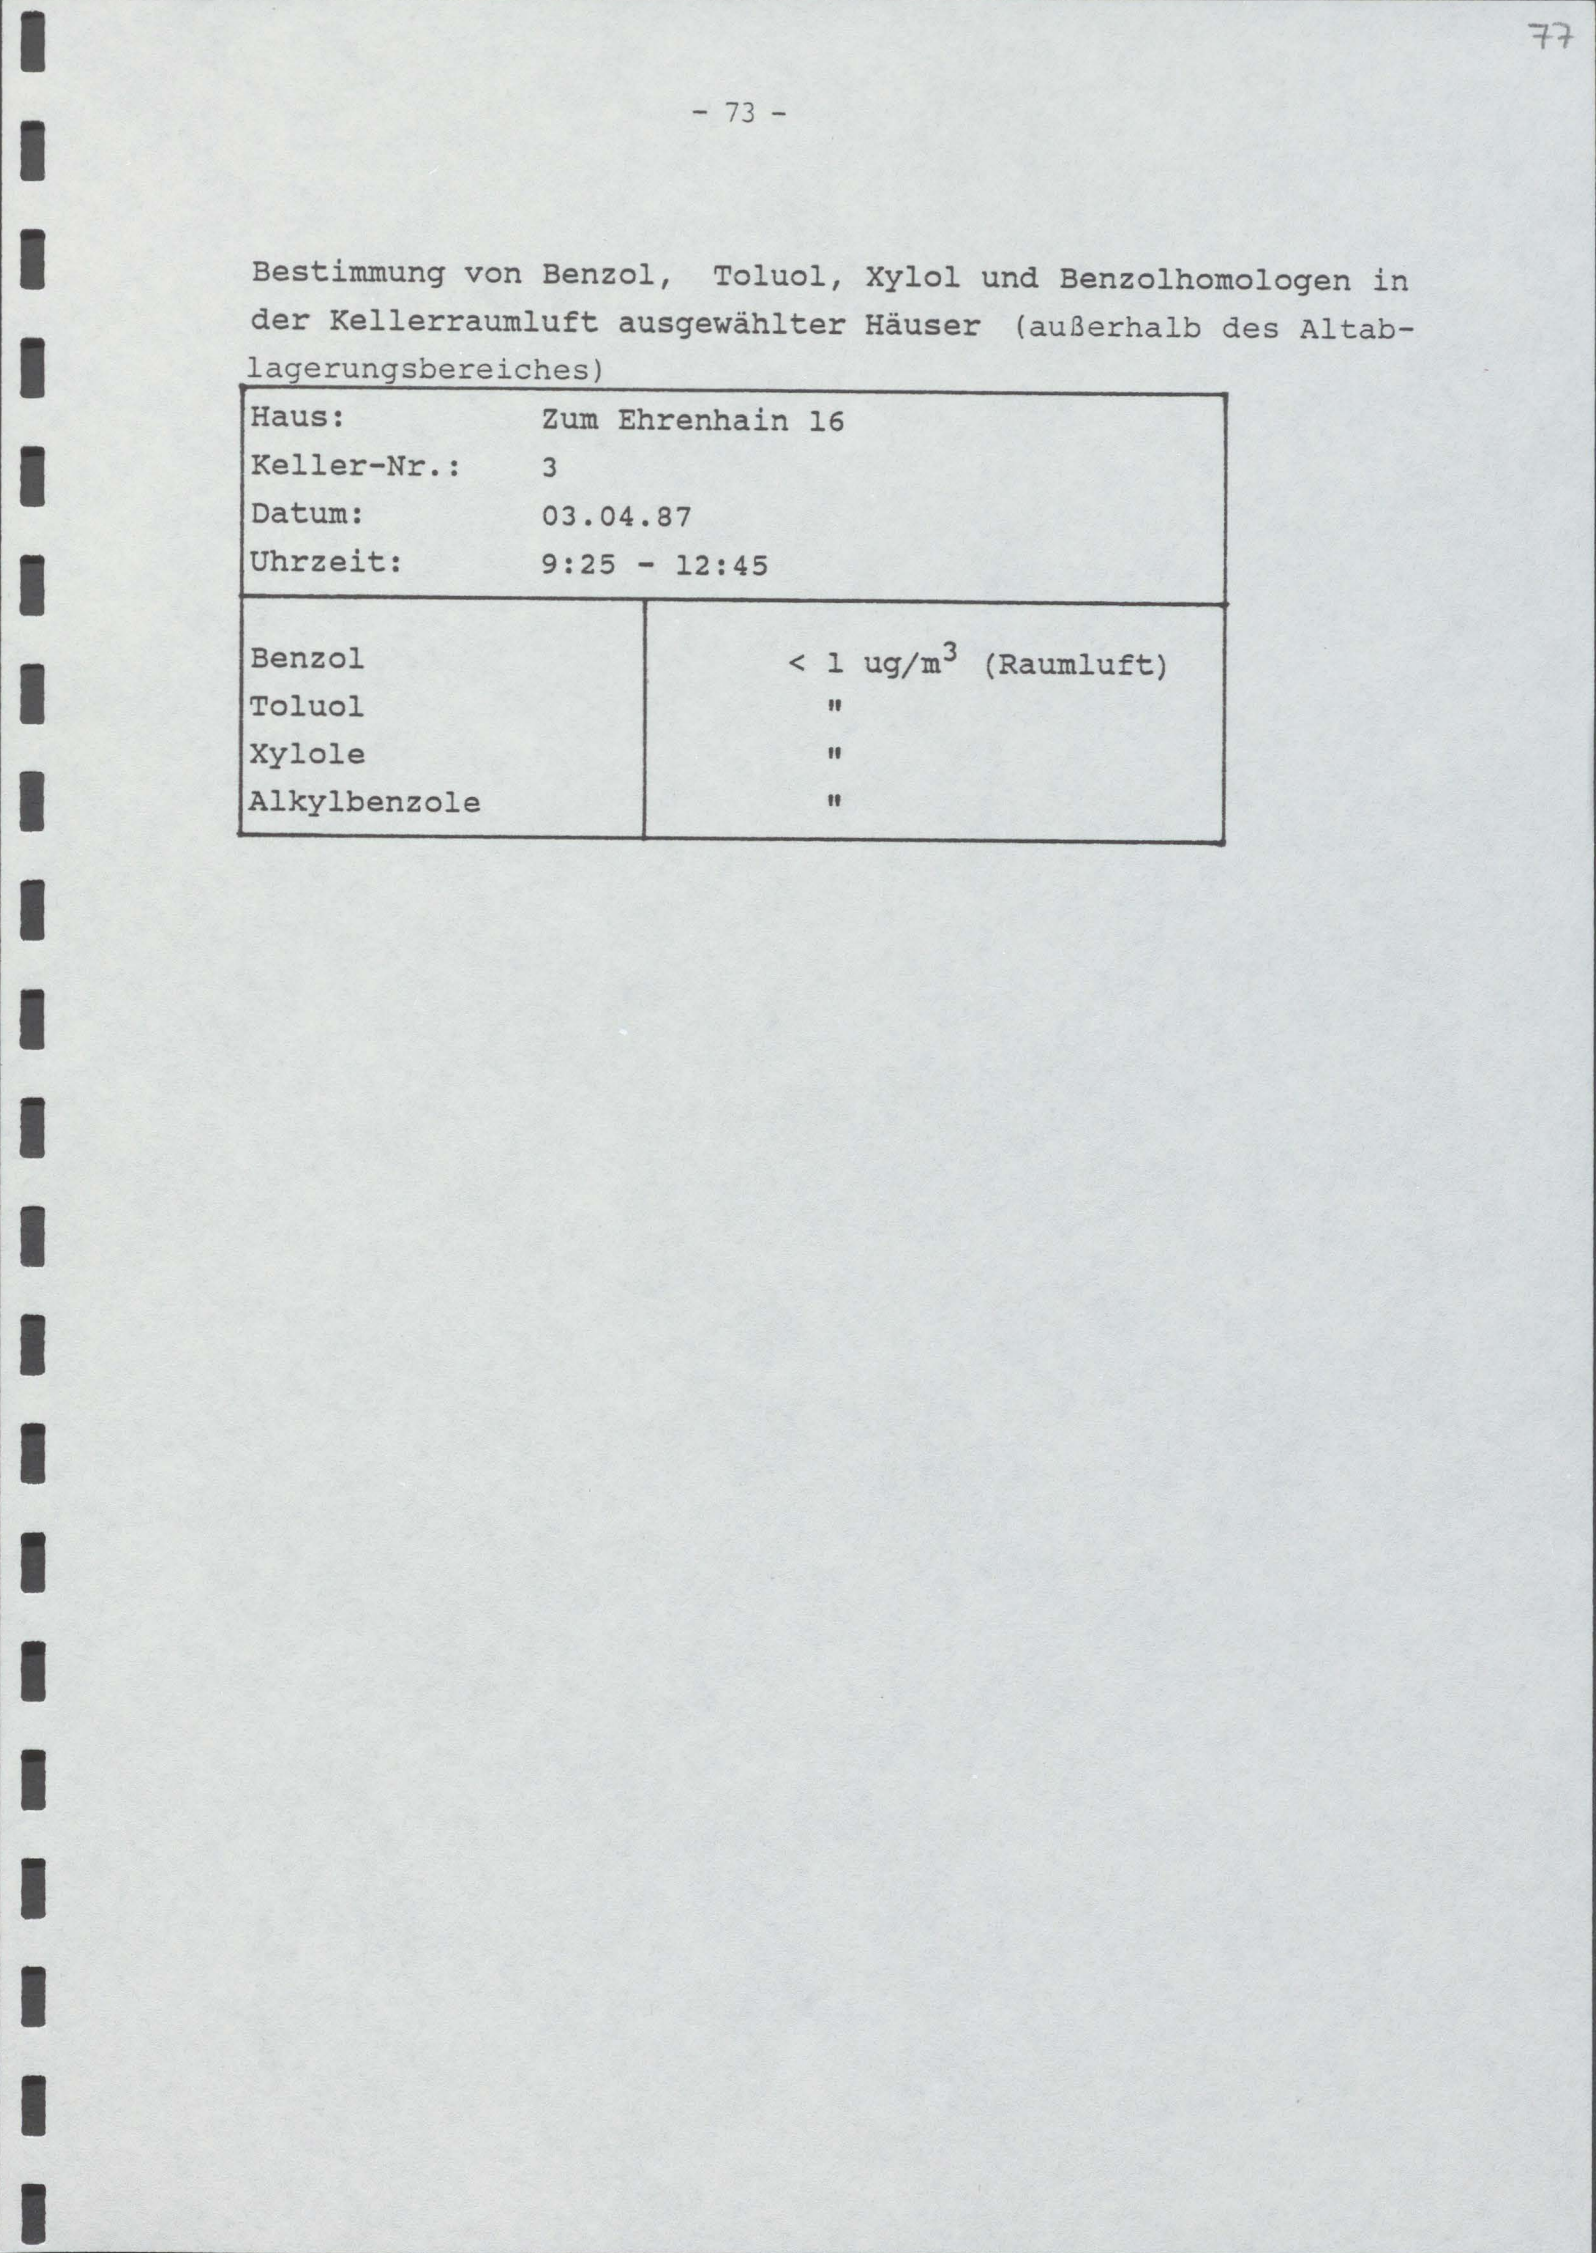 77
- 73 -
Bestimmung von Benzol, Toluol, Xylol und Benzolhomologen in
der Kellerraumluft ausgewählter Häuser (außerhalb des Altab-
lagerungsbereiches)
Haus: Zum Ehrenhain 16
Keller-Nr.: 3
Datum: 03.04.87
Uhrzeit: 9:25 - 12:45
Benzol < 1 ug/m³ (Raumluft)
Toluol "
Xylole "
Alkylbenzole "